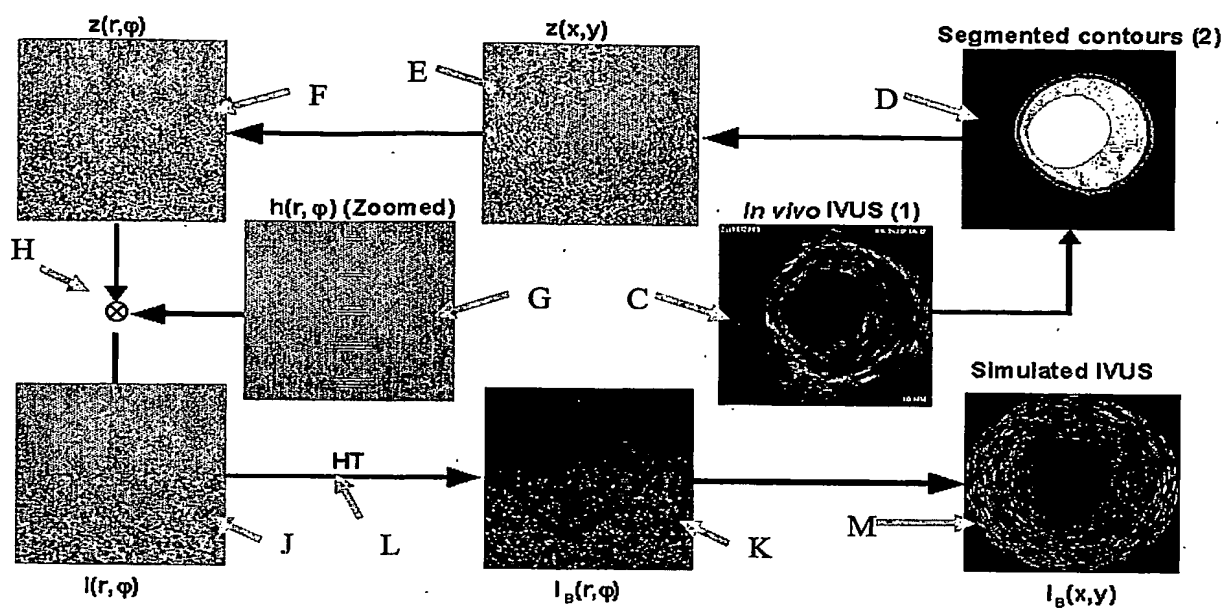 z(r,φ)
z(x,y)
Segmented contours (2)
E
F
D
h(r, φ) (Zoomed)
In vivo IVUS (1)
H
G
C
Simulated IVUS
HT
J
L
K
M
I(r,φ)
I_B(r,φ)
I_B(x,y)